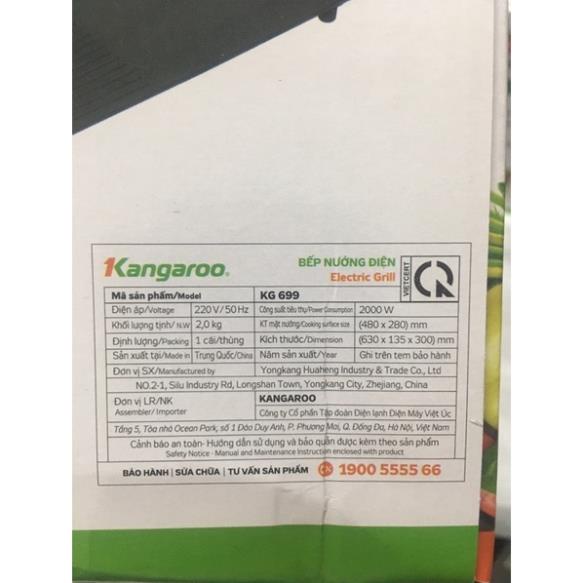 Kangaroo®
BẾP NƯỚNG ĐIỆN
Electric Grill
VIETCERT
CR
Mã sản phẩm/Model KG 699
Điện áp/Voltage 220V/50Hz Công suất tiêu thụ/Power Consumption 2000 W
Khối lượng tịnh/ N.W 2,0 kg KT mặt nướng/Cooking surface size (480 x 280) mm
Định lượng/Packing 1 cái/thùng Kích thước/Dimension (630 x 135 x 300) mm
Sản xuất tại/Made in Trung Quốc/China Năm sản xuất/Year Ghi trên tem bảo hành
Đơn vị SX/Manufactured by Yongkang Huaheng Industry & Trade Co., Ltd
NO.2-1, Silu Industry Rd, Longshan Town, Yongkang City, Zhejiang, China
Đơn vị LR/NK KANGAROO
Assembler/ Importer Công ty Cổ phần Tập đoàn Điện lạnh Điện Máy Việt Úc
Tầng 5, Tòa nhà Ocean Park, số 1 Đào Duy Anh, P. Phương Mai, Q. Đống Đa, Hà Nội, Việt Nam
Cảnh báo an toàn- Hướng dẫn sử dụng và bảo quản được kèm theo sản phẩm
Safety Notice - Manual and Maintenance Instruction enclosed with product
BẢO HÀNH | SỬA CHỮA | TƯ VẤN SẢN PHẨM 1900 5555 66